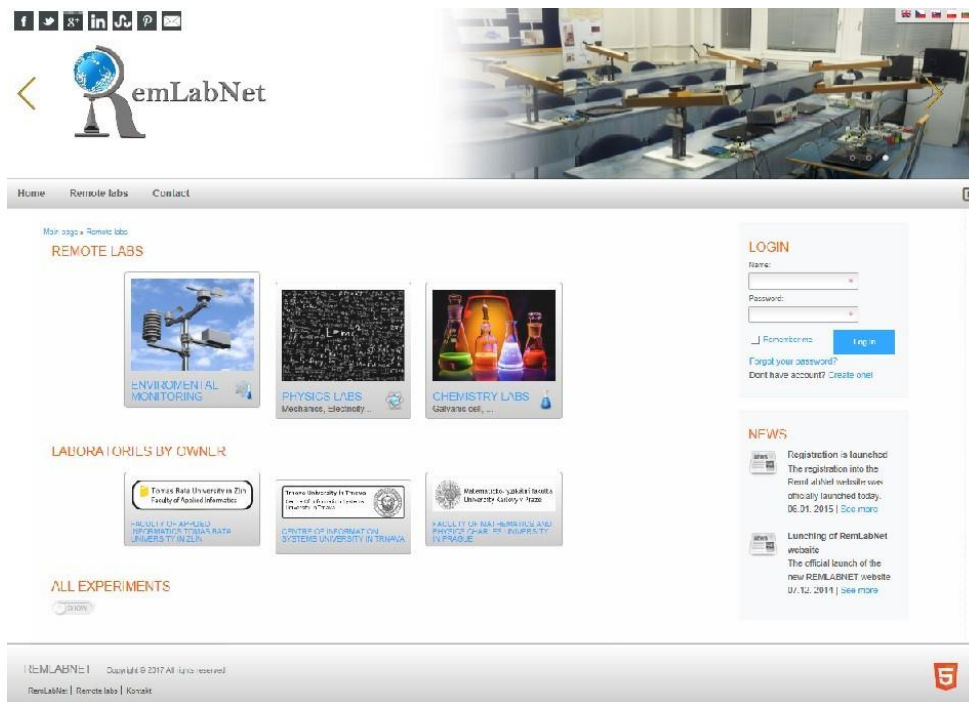 RemLabNet
Home Remote labs Contact
Main page » Remote labs
REMOTE LABS
ENVIROMENTAL
MONITORING
PHYSICS LABS
Mechanics, Electricity...
CHEMISTRY LABS
Galvanic cell, ...
LABORATORIES BY OWNER
Tomas Bata University in Zlín
Faculty of Applied Informatics
FACULTY OF APPLIED
INFORMATICS TOMAS BATA
UNIVERSITY IN ZLIN
Trnava University in Trnava
CENTRE OF INFORMATION
SYSTEMS UNIVERSITY IN TRNAVA
Matematicko-fyzikální fakulta
Univerzity Karlovy v Praze
FACULTY OF MATHEMATICS AND
PHYSICS CHARLES UNIVERSITY
IN PRAGUE
ALL EXPERIMENTS
SHOW
LOGIN
Name:
Password:
Remember me
Log in
Forgot your password?
Dont have account? Create one!
NEWS
Registration is launched
The registration into the
RemLabNet website was
officially launched today.
06.01. 2015 | See more
Lunching of RemLabNet
website
The official launch of the
new REMLABNET website
07.12. 2014 | See more
REMLABNET Copyright © 2017 All rights reserved
RemLabNet | Remote labs | Kontakt